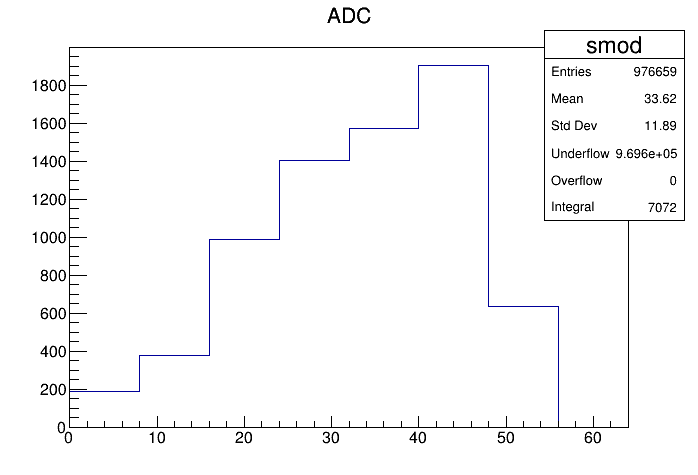 ADC
smod
Entries 976659
Mean 33.62
Std Dev 11.89
Underflow 9.696e+05
Overflow 0
Integral 7072
1800
1600
1400
1200
1000
800
600
400
200
0
0 10 20 30 40 50 60